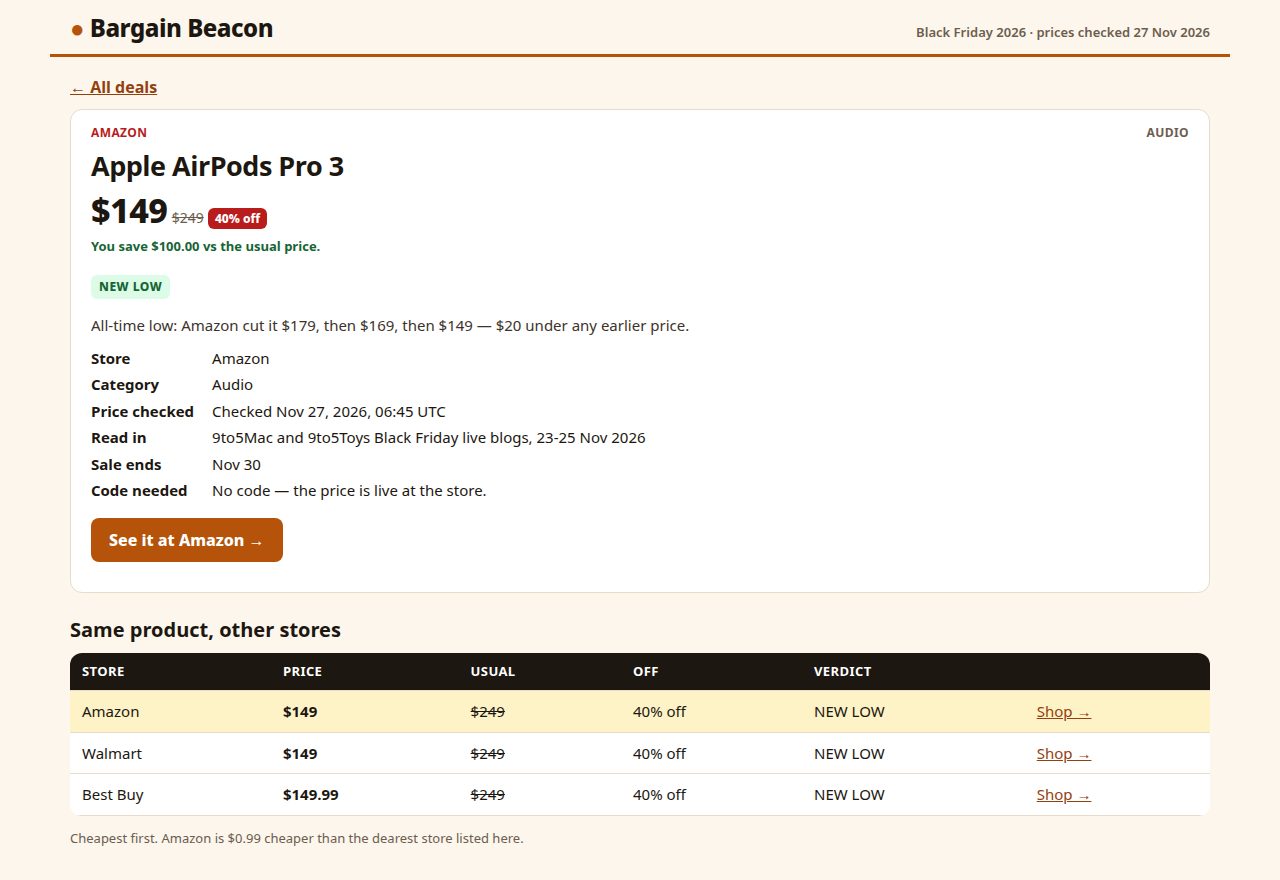 ● Bargain Beacon
Black Friday 2026 · prices checked 27 Nov 2026
← All deals
AMAZON
AUDIO
Apple AirPods Pro 3
$149 $249 40% off
You save $100.00 vs the usual price.
NEW LOW
All-time low: Amazon cut it $179, then $169, then $149 — $20 under any earlier price.
Store Amazon
Category Audio
Price checked Checked Nov 27, 2026, 06:45 UTC
Read in 9to5Mac and 9to5Toys Black Friday live blogs, 23-25 Nov 2026
Sale ends Nov 30
Code needed No code — the price is live at the store.
See it at Amazon →
Same product, other stores
STORE PRICE USUAL OFF VERDICT
Amazon $149 $249 40% off NEW LOW Shop →
Walmart $149 $249 40% off NEW LOW Shop →
Best Buy $149.99 $249 40% off NEW LOW Shop →
Cheapest first. Amazon is $0.99 cheaper than the dearest store listed here.